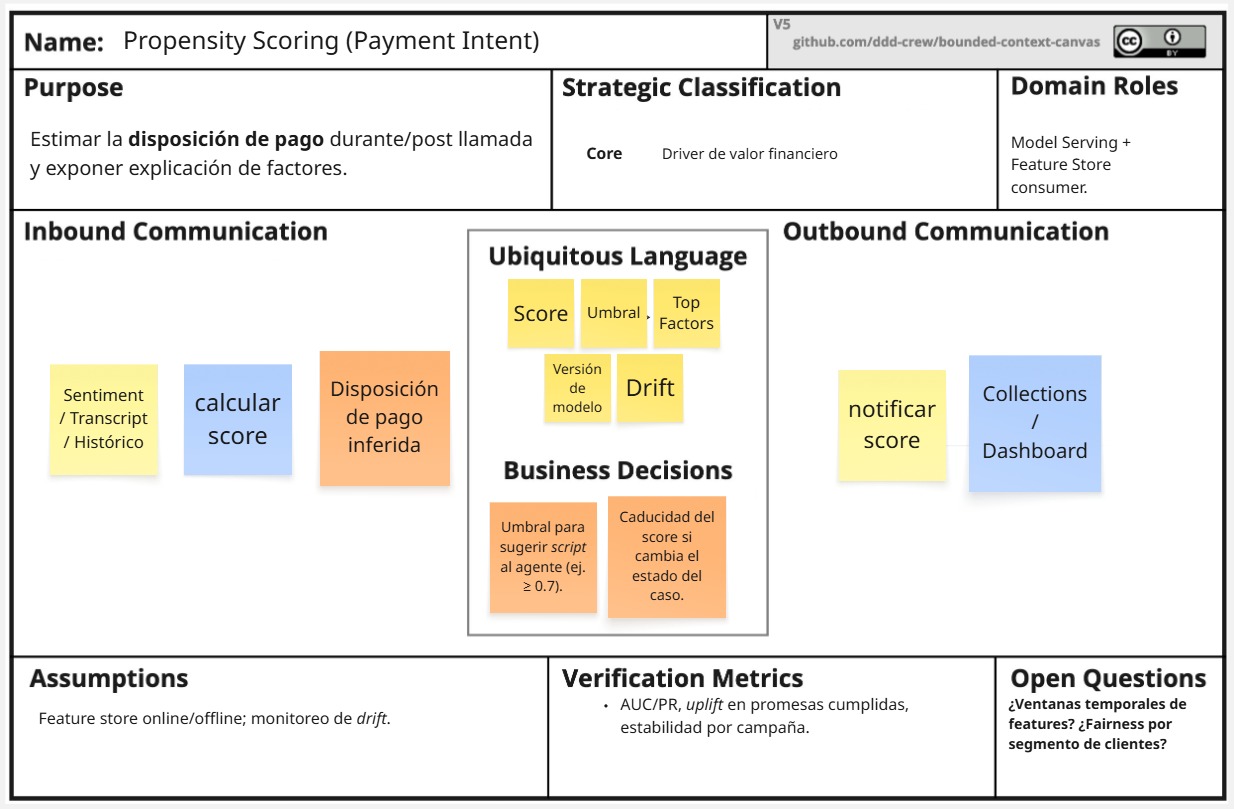 Name: Propensity Scoring (Payment Intent)
V5
github.com/ddd-crew/bounded-context-canvas
cc
BY
Purpose
Estimar la disposición de pago durante/post llamada
y exponer explicación de factores.
Strategic Classification
Core Driver de valor financiero
Domain Roles
Model Serving +
Feature Store
consumer.
Inbound Communication
Sentiment
/ Transcript
/ Histórico
calcular
score
Disposición
de pago
inferida
Ubiquitous Language
Score
Umbral
Top
Factors
Versión
de
modelo
Drift
Business Decisions
Umbral para
sugerir script
al agente (ej.
≥ 0.7).
Caducidad del
score si
cambia el
estado del
caso.
Outbound Communication
notificar
score
Collections
/
Dashboard
Assumptions
Feature store online/offline; monitoreo de drift.
Verification Metrics
• AUC/PR, uplift en promesas cumplidas,
estabilidad por campaña.
Open Questions
¿Ventanas temporales de
features? ¿Fairness por
segmento de clientes?